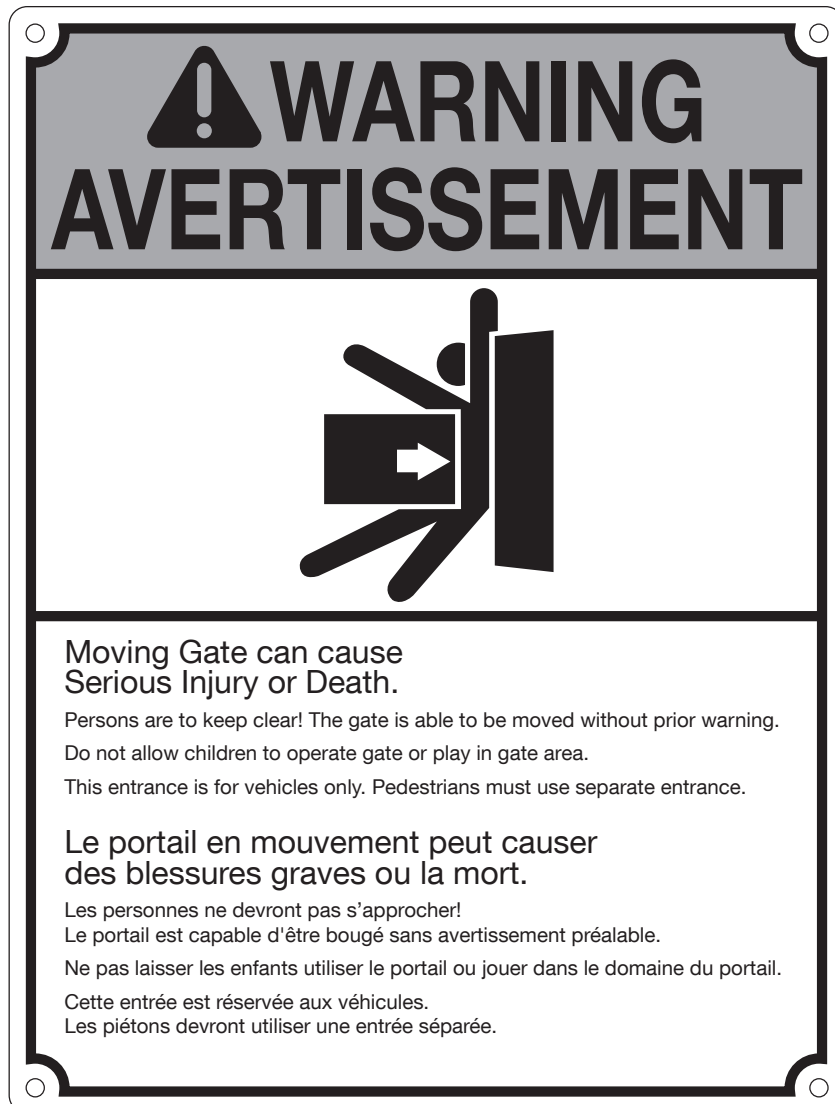 WARNING
AVERTISSEMENT
Moving Gate can cause
Serious Injury or Death.
Persons are to keep clear! The gate is able to be moved without prior warning.
Do not allow children to operate gate or play in gate area.
This entrance is for vehicles only. Pedestrians must use separate entrance.
Le portail en mouvement peut causer
des blessures graves ou la mort.
Les personnes ne devront pas s’approcher!
Le portail est capable d'être bougé sans avertissement préalable.
Ne pas laisser les enfants utiliser le portail ou jouer dans le domaine du portail.
Cette entrée est réservée aux véhicules.
Les piétons devront utiliser une entrée séparée.